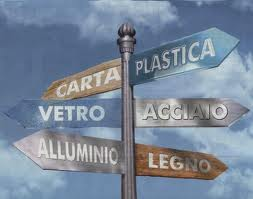 CARTA
PLASTICA
VETRO
ACCIAIO
ALLUMINIO
LEGNO